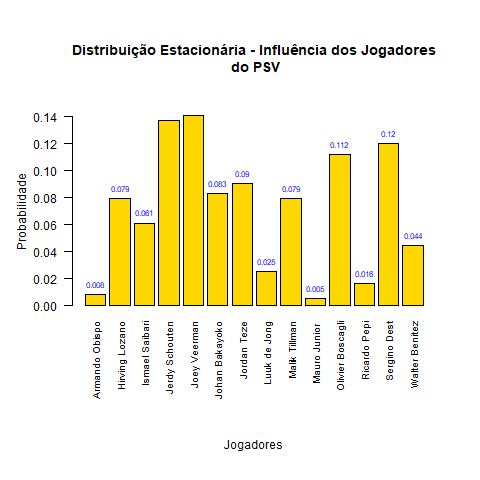 Distribuição Estacionária - Influência dos Jogadores
do PSV
Probabilidade
0.14
0.12
0.10
0.08
0.06
0.04
0.02
0.00
0.008
0.079
0.061
0.083
0.09
0.025
0.079
0.005
0.112
0.016
0.12
0.044
Armando Obispo
Hirving Lozano
Ismael Saibari
Jerdy Schouten
Joey Veerman
Johan Bakayoko
Jordan Teze
Luuk de Jong
Malik Tillman
Mauro Junior
Olivier Boscagli
Ricardo Pepi
Sergino Dest
Walter Benitez
Jogadores